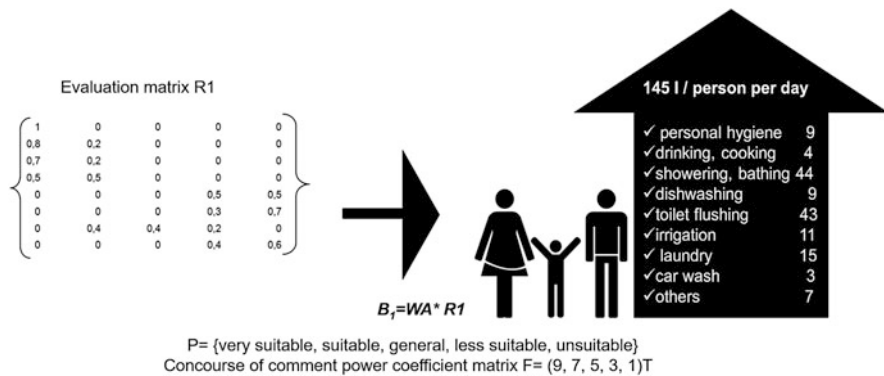 Evaluation matrix R1
1 0 0 0 0
0,8 0,2 0 0 0
0,7 0,2 0 0 0
0,5 0,5 0 0 0
0 0 0 0,5 0,5
0 0 0 0,3 0,7
0 0,4 0,4 0,2 0
0 0 0 0,4 0,6
B1=WA* R1
145 l / person per day
✓ personal hygiene 9
✓drinking, cooking 4
✓showering, bathing 44
✓dishwashing 9
✓toilet flushing 43
✓irrigation 11
✓ laundry 15
✓car wash 3
✓others 7
P= {very suitable, suitable, general, less suitable, unsuitable}
Concourse of comment power coefficient matrix F= (9, 7, 5, 3, 1)T